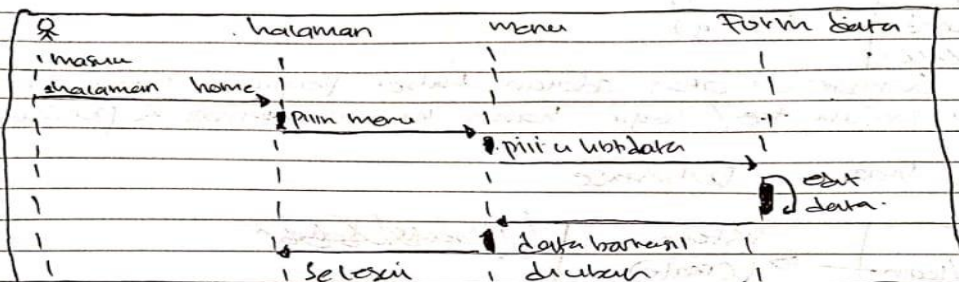 halaman menu Form data
masuk
halaman home
pilih menu
pilih ubah data
edit
data.
data berhasil
Selesai diubah